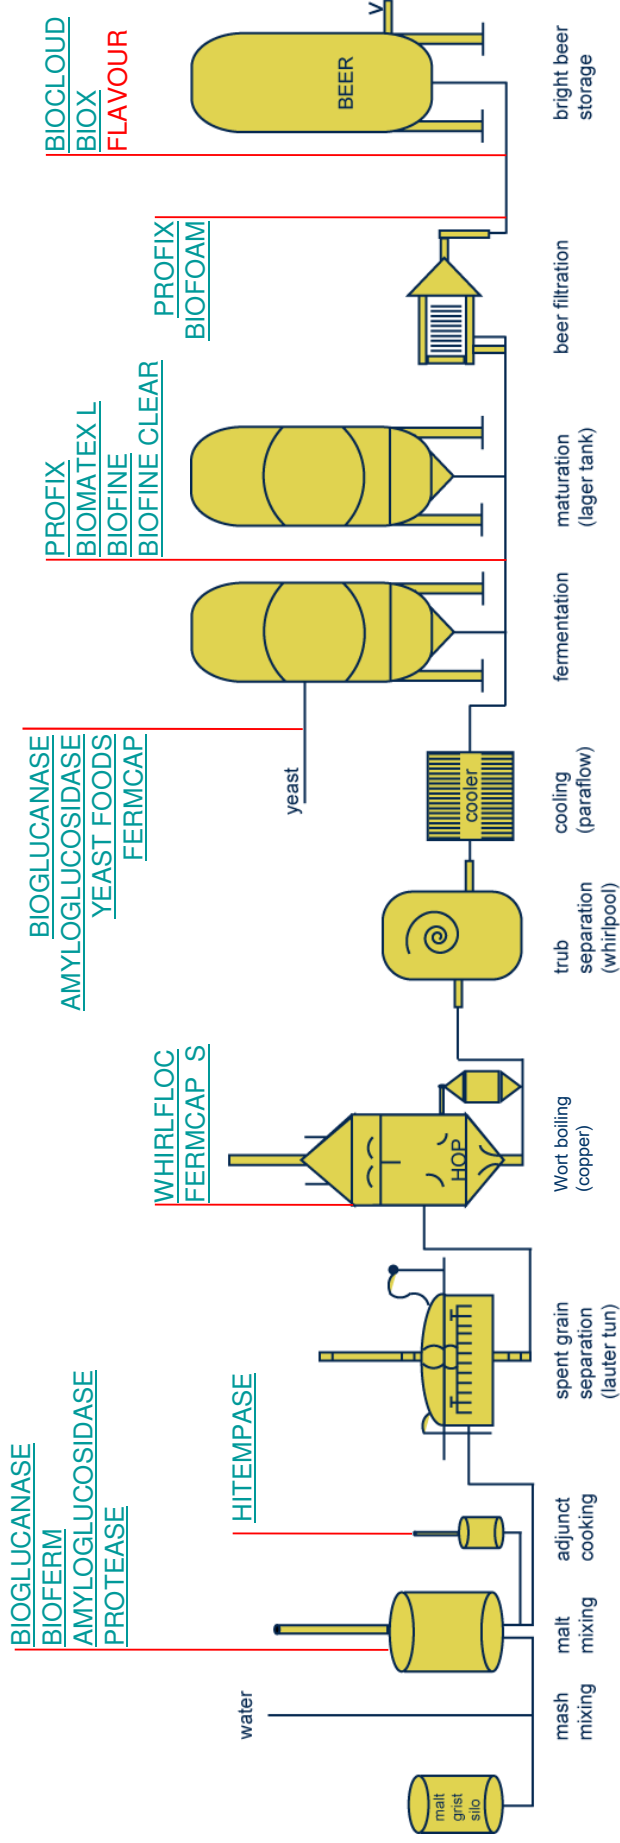 BIOGLUCANASE
BIOFERM
AMYLOGLUCOSIDASE
PROTEASE
HITEMPASE
WHIRLFLOC
FERMCAP S
BIOGLUCANASE
AMYLOGLUCOSIDASE
YEAST FOODS
FERMCAP
PROFIX
BIOMATEX L
BIOFINE
BIOFINE CLEAR
PROFIX
BIOFOAM
BIOCLOUD
BIOX
FLAVOUR
water
yeast
malt
grist
silo
HOP
cooler
BEER
V
mash
mixing
malt
mixing
adjunct
cooking
spent grain
separation
(lauter tun)
Wort boiling
(copper)
trub
separation
(whirlpool)
cooling
(paraflow)
fermentation
maturation
(lager tank)
beer filtration
bright beer
storage